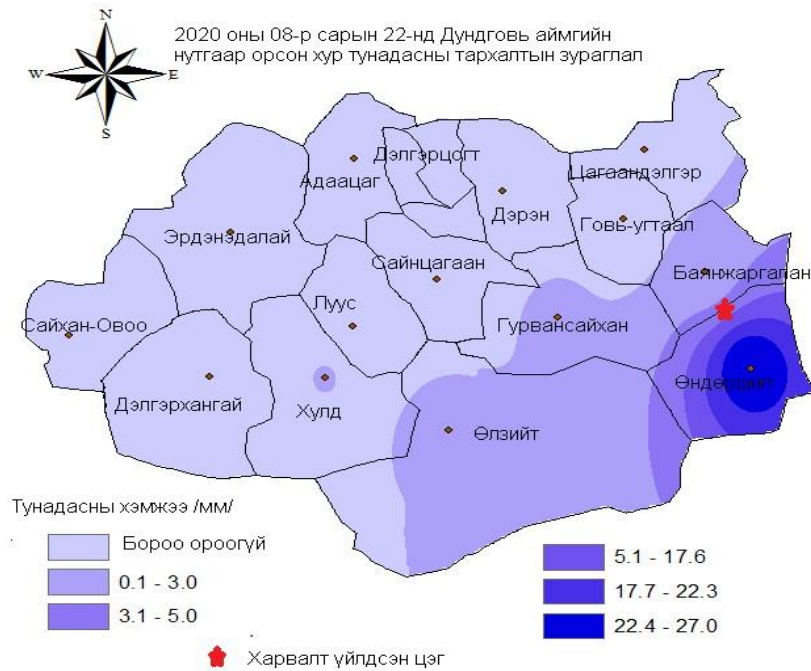 N
W
E
S
2020 оны 08-р сарын 22-нд Дундговь аймгийн
нутгаар орсон хур тунадасны тархалтын зураглал
Дэлгэрцогт
Адаацаг
Цагаандэлгэр
Дэрэн
Говь-угтаал
Эрдэнэдалай
Сайнцагаан
Баянжаргалан
Луус
Гурвансайхан
Сайхан-Овоо
Өндөршил
Дэлгэрхангай
Хулд
Өлзийт
Тунадасны хэмжээ /мм/
Бороо ороогүй
0.1 - 3.0
3.1 - 5.0
5.1 - 17.6
17.7 - 22.3
22.4 - 27.0
Харвалт үйлдсэн цэг